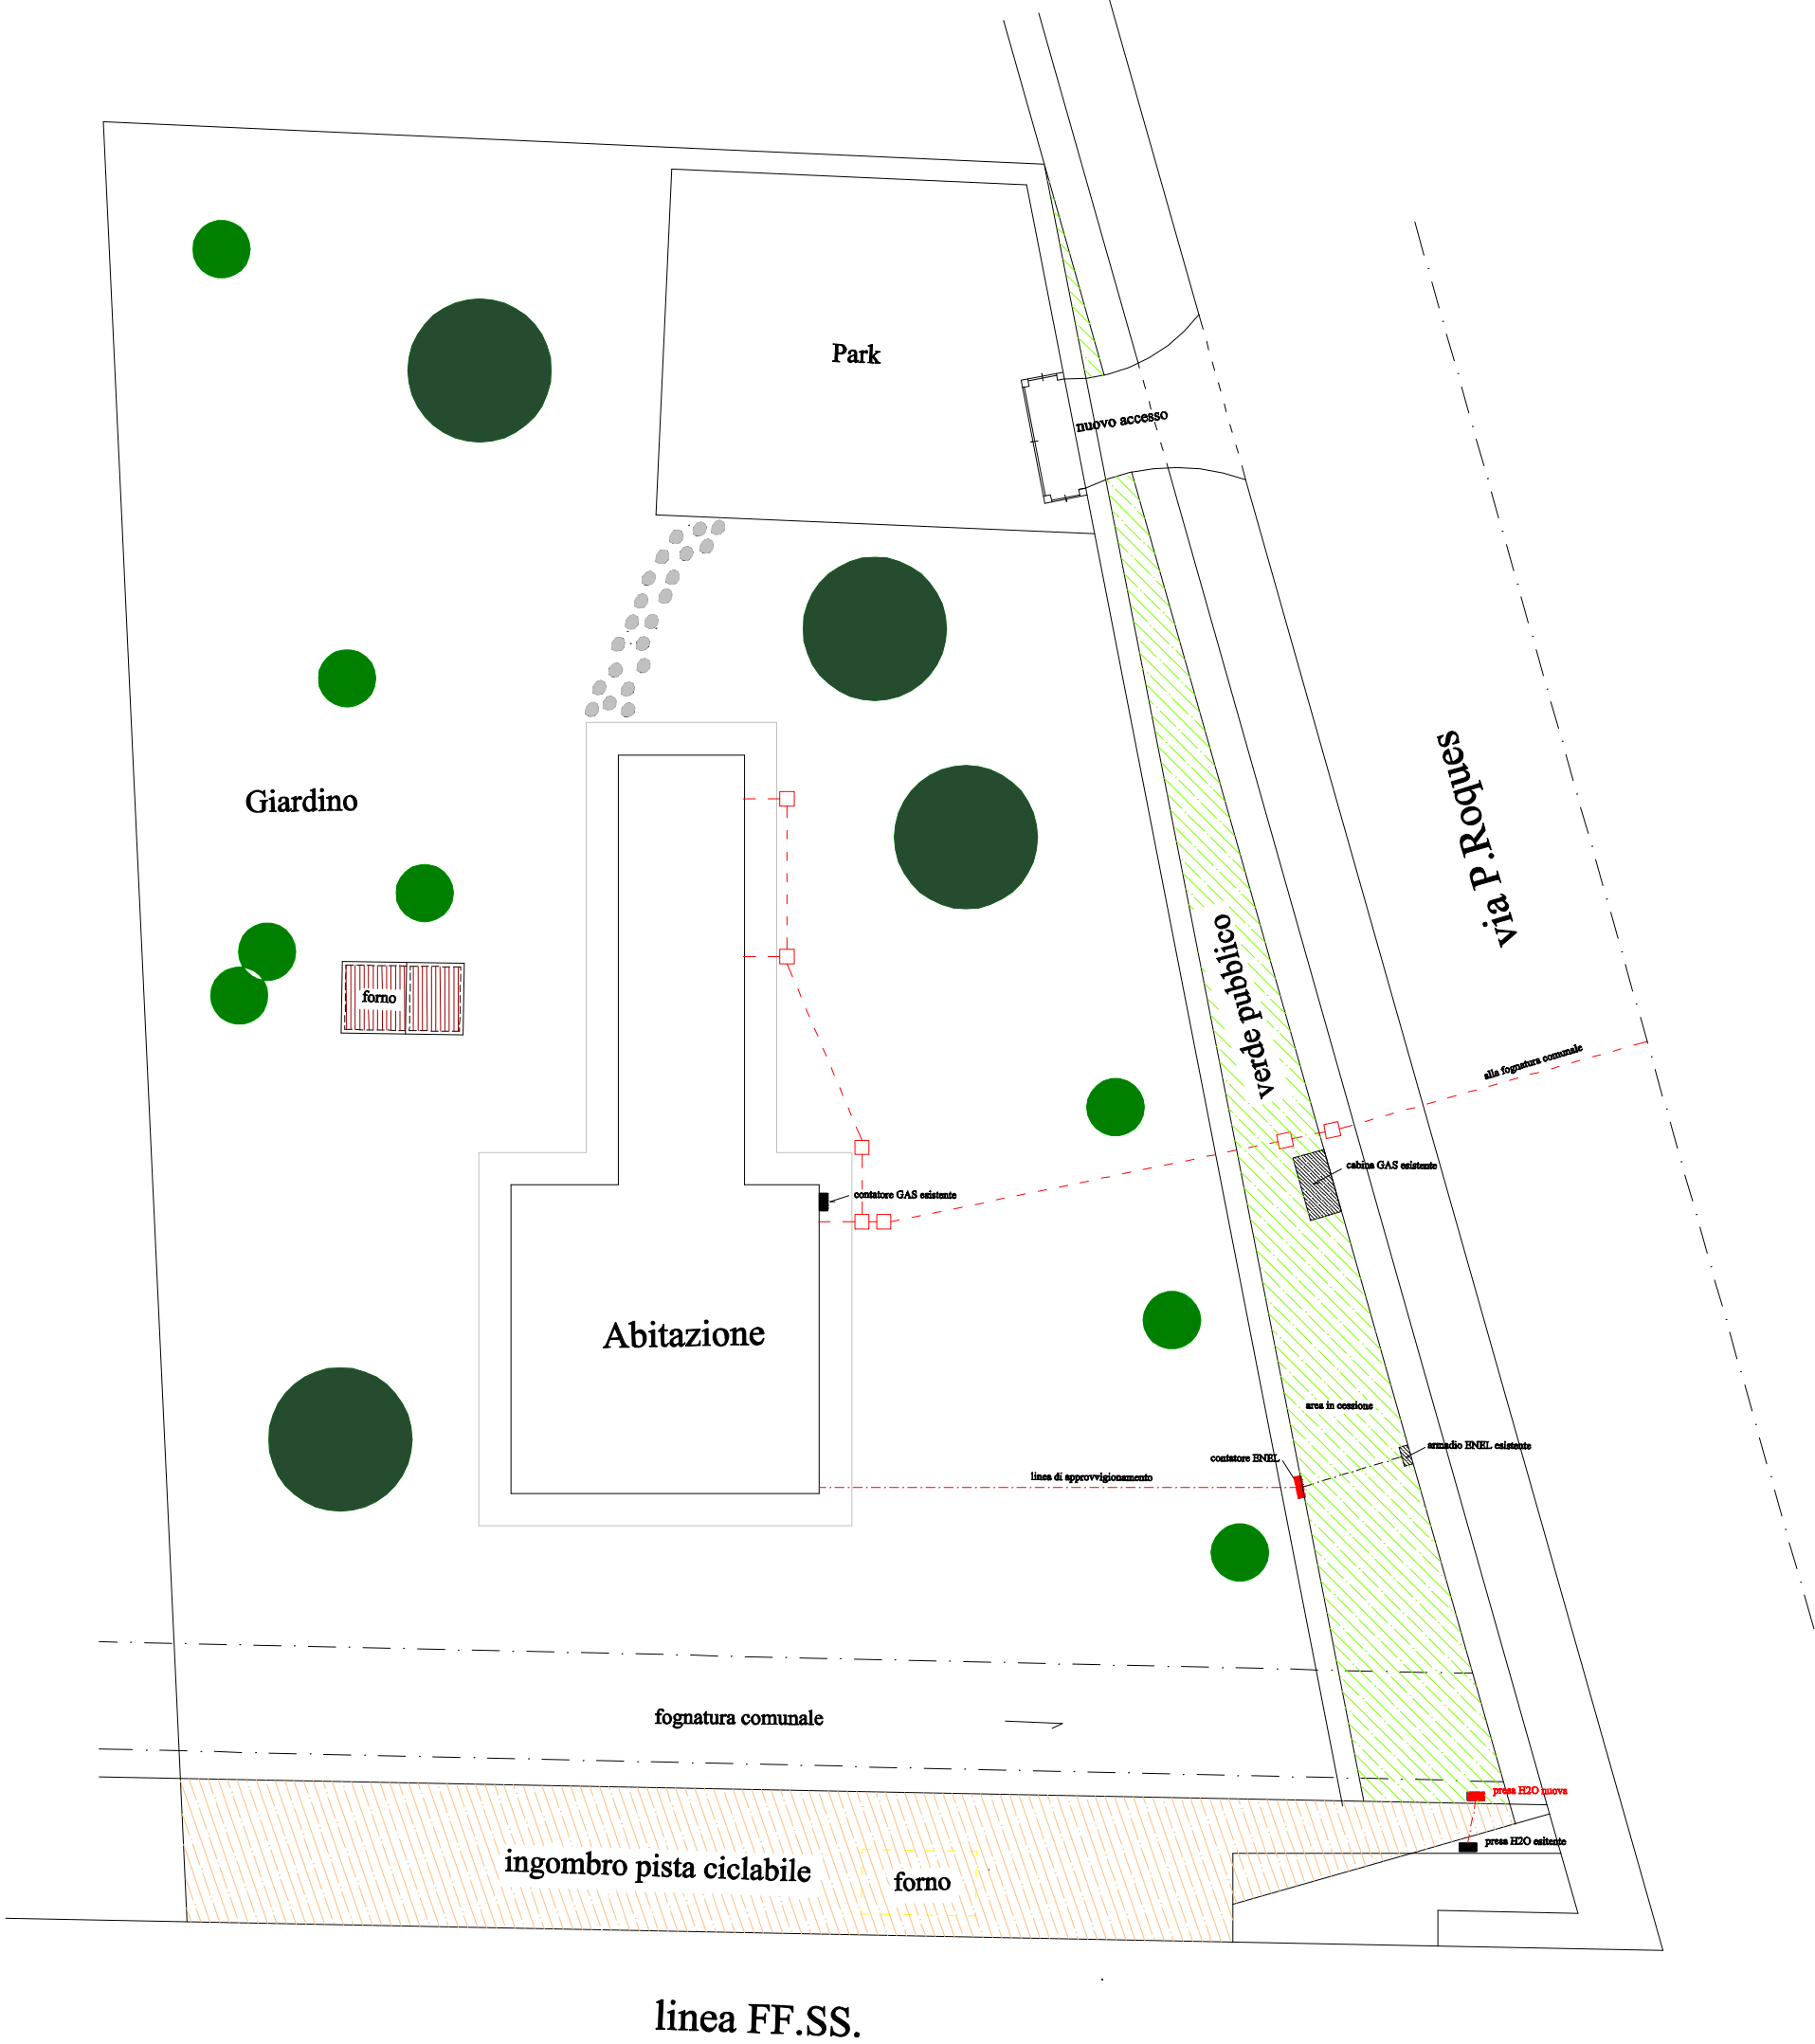 Park
nuovo accesso
via P.Roques
Giardino
verde pubblico
forno
alla fognatura comunale
cabina GAS esistente
contatore GAS esistente
Abitazione
area in cessione
armadio ENEL esistente
contatore ENEL
linea di approvvigionamento
fognatura comunale
presa H2O nuova
presa H2O esitente
ingombro pista ciclabile
forno
linea FF.SS.